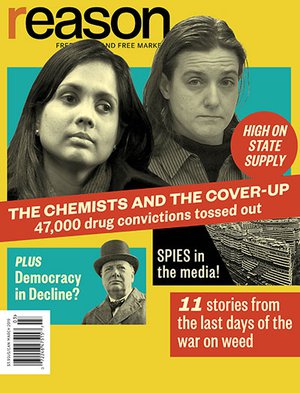 reason
FREE AND FREE MARKE
HIGH ON
STATE
SUPPLY
THE CHEMISTS AND THE COVER-UP
47,000 drug convictions tossed out
PLUS
Democracy
in Decline?
SPIES in
the media!
11 stories from
the last days of the
war on weed